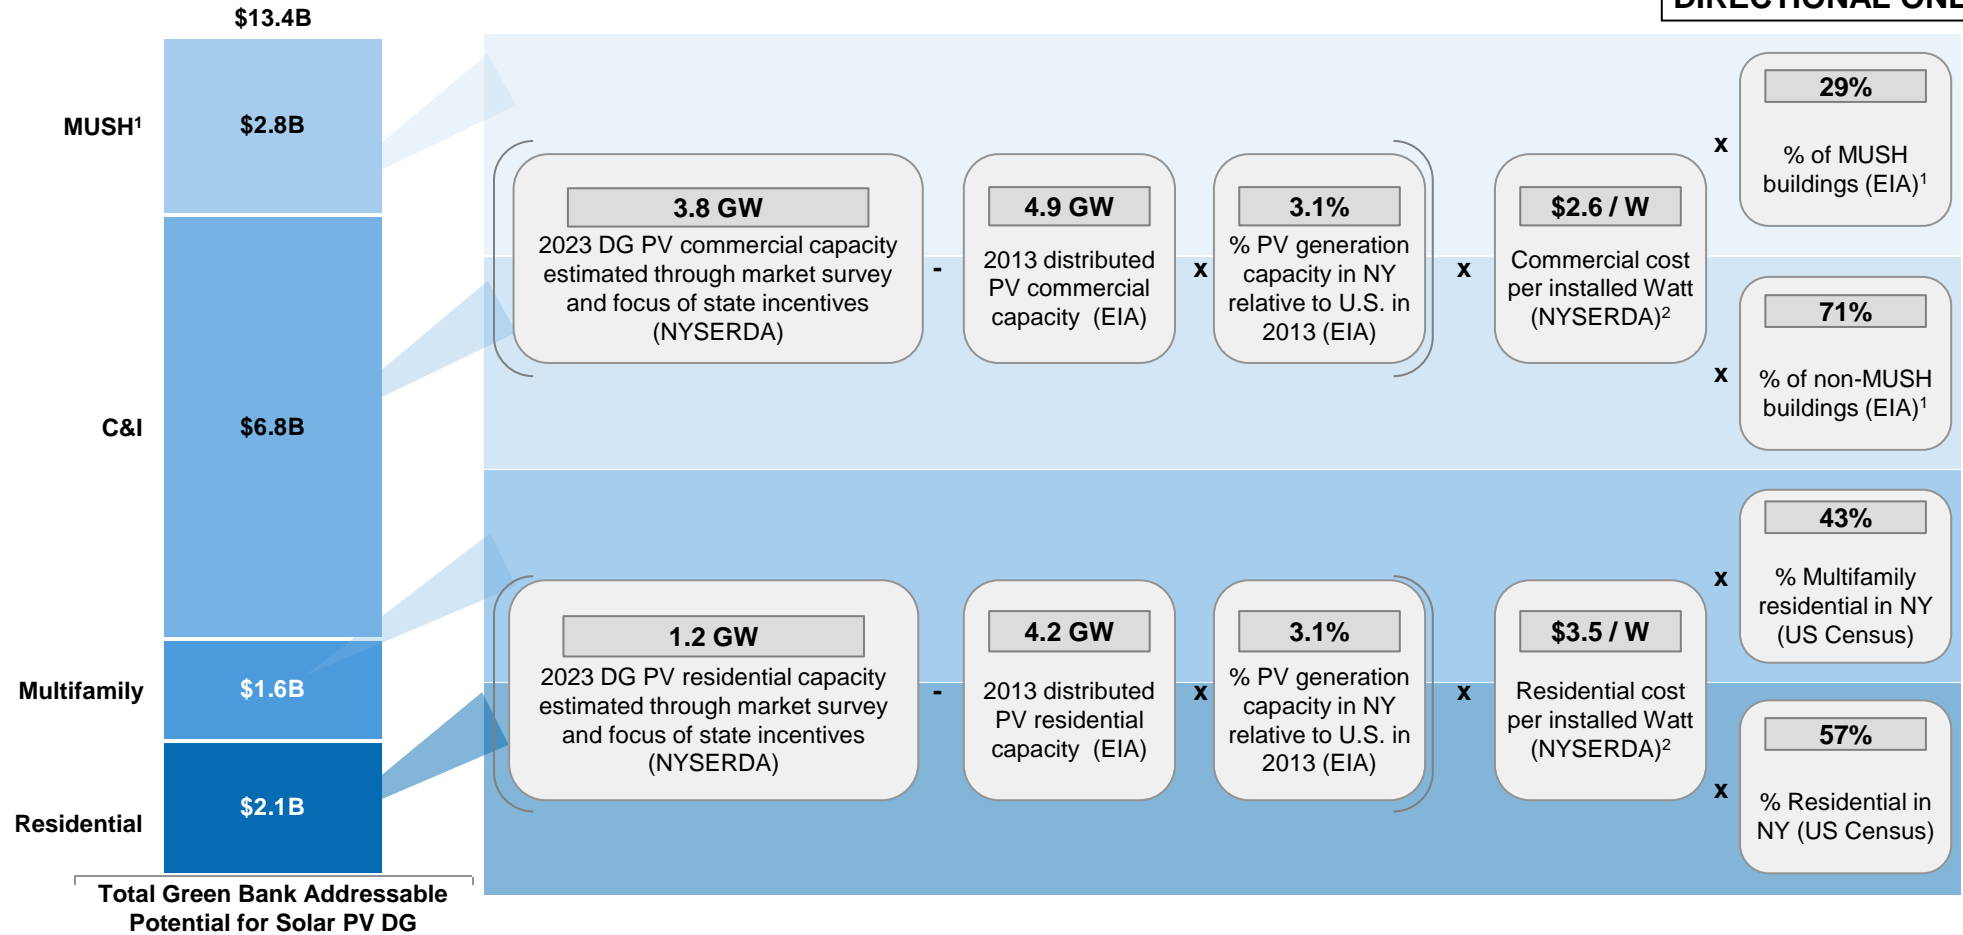 $13.4B
DIRECTIONAL
MUSH¹
$2.8B
C&I
$6.8B
Multifamily
$1.6B
Residential
$2.1B
Total Green Bank Addressable
Potential for Solar PV DG
3.8 GW
2023 DG PV commercial capacity
estimated through market survey
and focus of state incentives
(NYSERDA)
-
4.9 GW
2013 distributed
PV commercial
capacity (EIA)
x
3.1%
% PV generation
capacity in NY
relative to U.S. in
2013 (EIA)
x
$2.6 / W
Commercial cost
per installed Watt
(NYSERDA)²
x
29%
% of MUSH
buildings (EIA)¹
x
71%
% of non-MUSH
buildings (EIA)¹
1.2 GW
2023 DG PV residential capacity
estimated through market survey
and focus of state incentives
(NYSERDA)
-
4.2 GW
2013 distributed
PV residential
capacity (EIA)
x
3.1%
% PV generation
capacity in NY
relative to U.S. in
2013 (EIA)
x
$3.5 / W
Residential cost
per installed Watt
(NYSERDA)²
x
43%
% Multifamily
residential in NY
(US Census)
x
57%
% Residential in
NY (US Census)